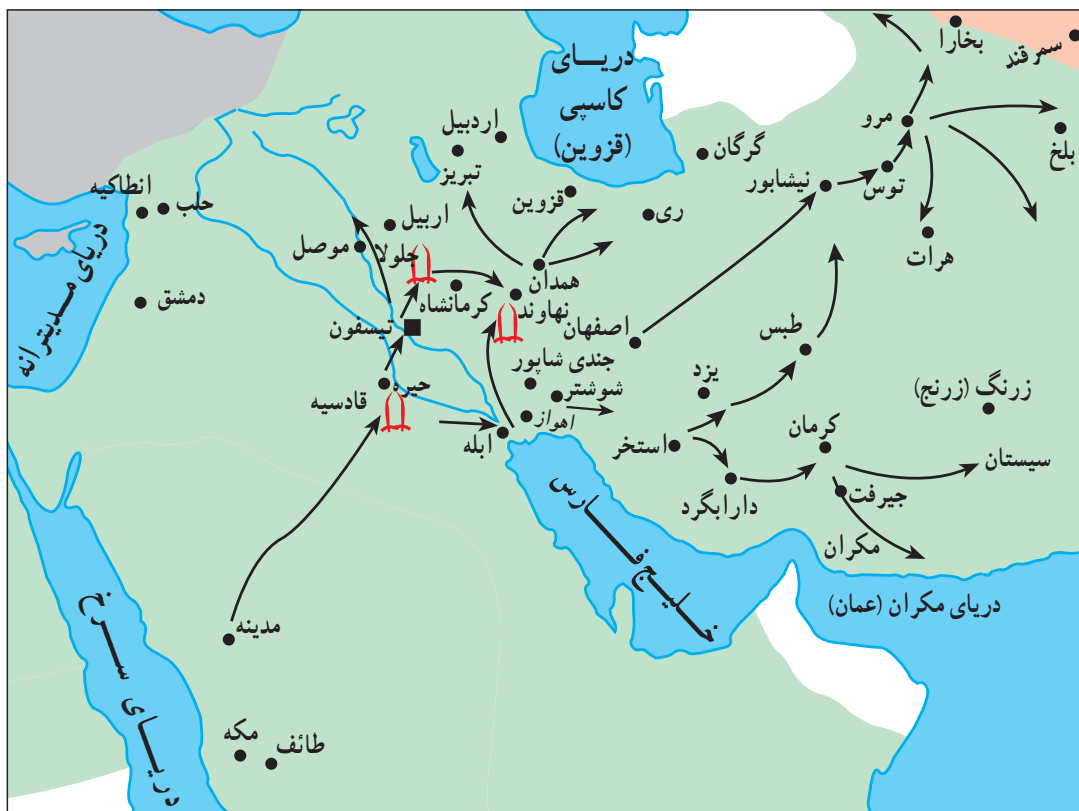 دریــای
کاسپی
(قزوین)
بخارا
سمرقند
مرو
بلخ
گرگان
نیشابور
توس
هرات
اردبیل
تبریز
قزوین
ری
انطاکیه
حلب
اربیل
موصل
جلولا
همدان
نهاوند
کرمانشاه
دریای مدیترانه
دمشق
تیسفون
اصفهان
طبس
جندی شاپور
شوشتر
اهواز
یزد
زرنگ (زرنج)
حیره
قادسیه
ابله
استخر
کرمان
سیستان
دارابگرد
جیرفت
مکران
خلیج فارس
دریای مکران (عمان)
مدینه
مکه
طائف
دریای سرخ